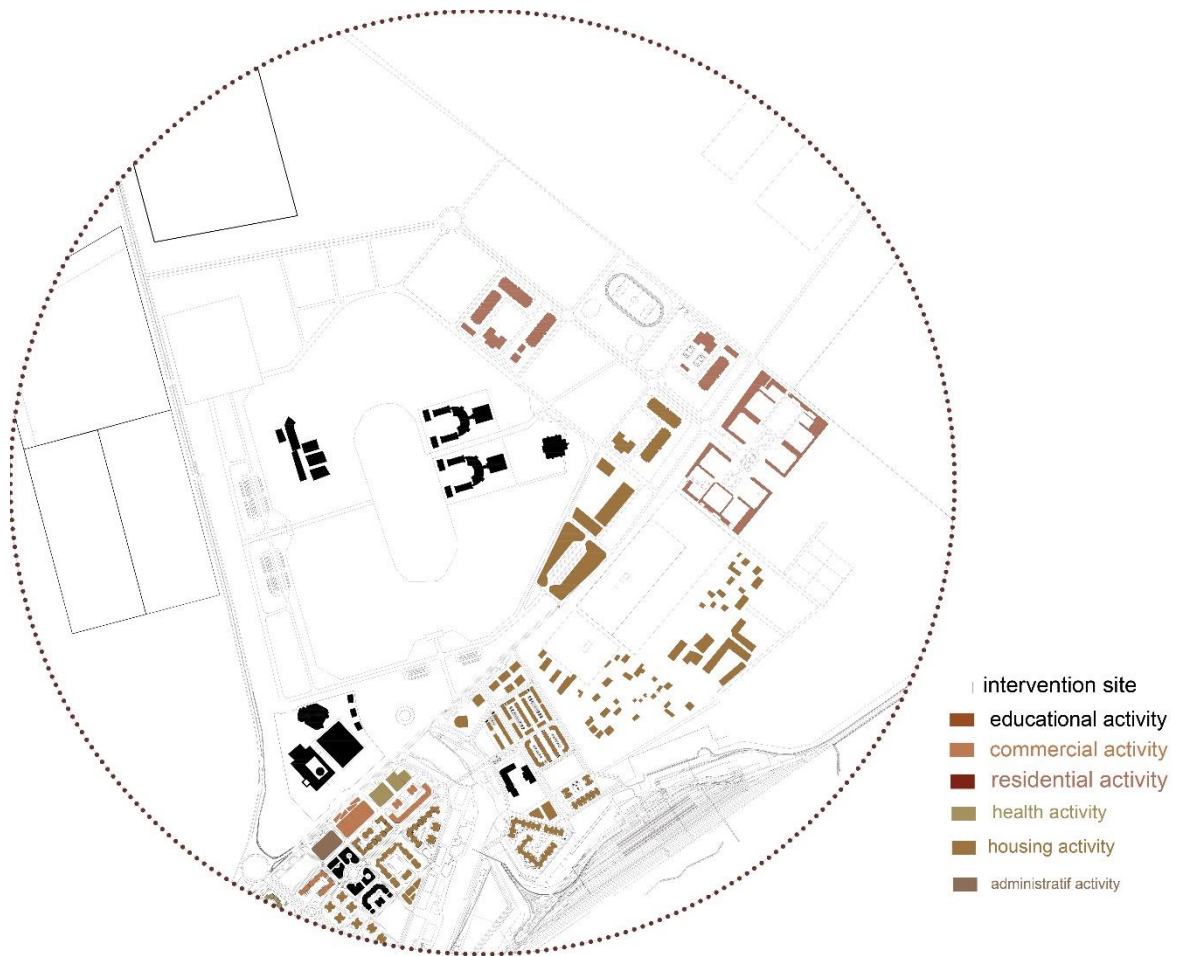 intervention site
educational activity
commercial activity
residential activity
health activity
housing activity
administratif activity